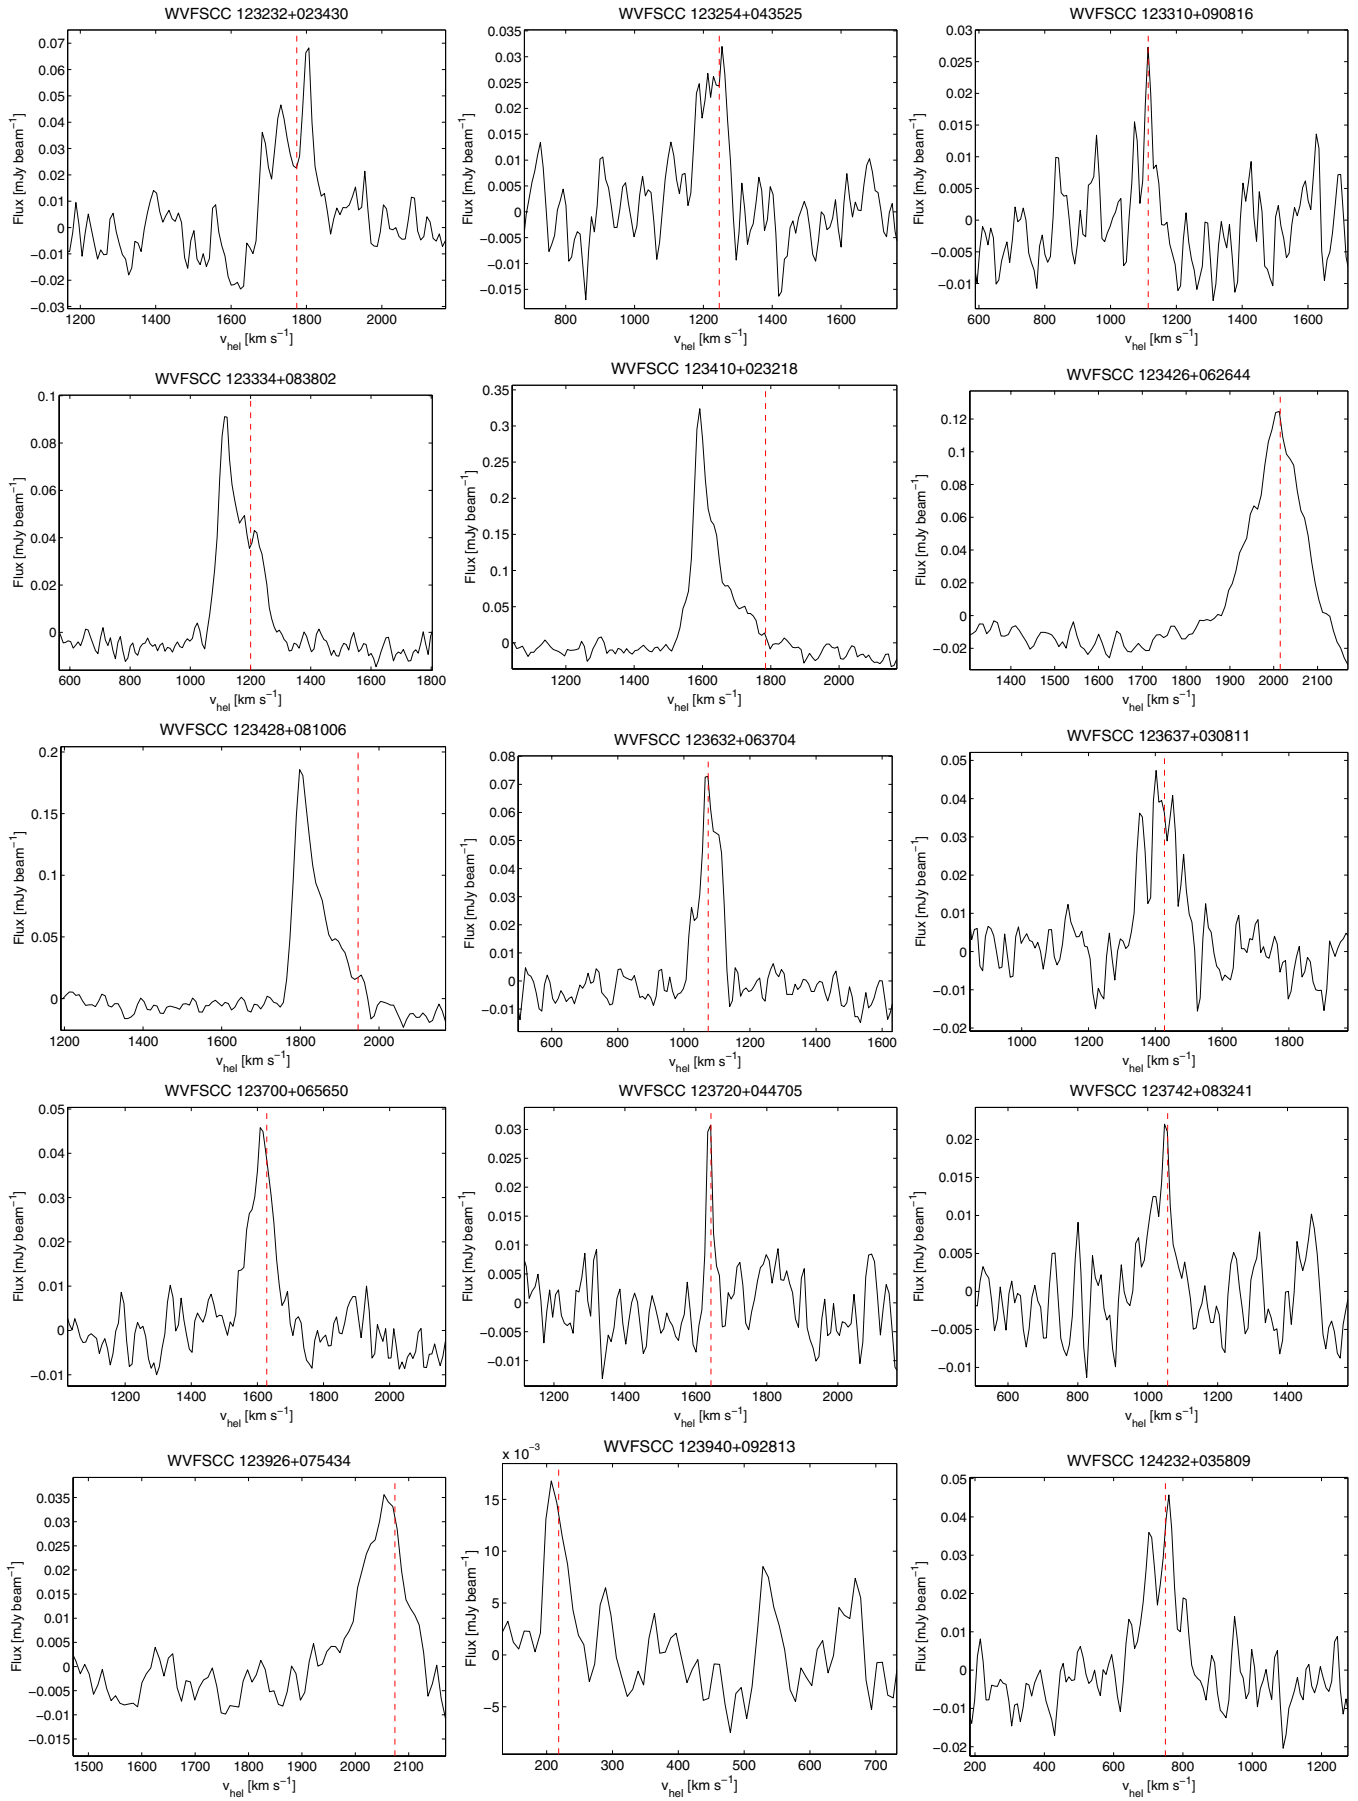 WVFSCC 123232+023430
0.07
0.06
0.05
0.04
0.03
0.02
0.01
0
−0.01
−0.02
−0.03
Flux [mJy beam⁻¹]
1200 1400 1600 1800 2000
v_hel [km s⁻¹]
WVFSCC 123254+043525
0.035
0.03
0.025
0.02
0.015
0.01
0.005
0
−0.005
−0.01
−0.015
Flux [mJy beam⁻¹]
800 1000 1200 1400 1600
v_hel [km s⁻¹]
WVFSCC 123310+090816
0.03
0.025
0.02
0.015
0.01
0.005
0
−0.005
−0.01
Flux [mJy beam⁻¹]
600 800 1000 1200 1400 1600
v_hel [km s⁻¹]
WVFSCC 123334+083802
0.1
0.08
0.06
0.04
0.02
0
Flux [mJy beam⁻¹]
600 800 1000 1200 1400 1600 1800
v_hel [km s⁻¹]
WVFSCC 123410+023218
0.35
0.3
0.25
0.2
0.15
0.1
0.05
0
Flux [mJy beam⁻¹]
1200 1400 1600 1800 2000
v_hel [km s⁻¹]
WVFSCC 123426+062644
0.12
0.1
0.08
0.06
0.04
0.02
0
−0.02
Flux [mJy beam⁻¹]
1400 1500 1600 1700 1800 1900 2000 2100
v_hel [km s⁻¹]
WVFSCC 123428+081006
0.2
0.15
0.1
0.05
0
Flux [mJy beam⁻¹]
1200 1400 1600 1800 2000
v_hel [km s⁻¹]
WVFSCC 123632+063704
0.08
0.07
0.06
0.05
0.04
0.03
0.02
0.01
0
−0.01
Flux [mJy beam⁻¹]
600 800 1000 1200 1400 1600
v_hel [km s⁻¹]
WVFSCC 123637+030811
0.05
0.04
0.03
0.02
0.01
0
−0.01
−0.02
Flux [mJy beam⁻¹]
1000 1200 1400 1600 1800
v_hel [km s⁻¹]
WVFSCC 123700+065650
0.05
0.04
0.03
0.02
0.01
0
−0.01
Flux [mJy beam⁻¹]
1200 1400 1600 1800 2000
v_hel [km s⁻¹]
WVFSCC 123720+044705
0.03
0.025
0.02
0.015
0.01
0.005
0
−0.005
−0.01
Flux [mJy beam⁻¹]
1200 1400 1600 1800 2000
v_hel [km s⁻¹]
WVFSCC 123742+083241
0.02
0.015
0.01
0.005
0
−0.005
−0.01
Flux [mJy beam⁻¹]
600 800 1000 1200 1400
v_hel [km s⁻¹]
WVFSCC 123926+075434
0.035
0.03
0.025
0.02
0.015
0.01
0.005
0
−0.005
−0.01
−0.015
Flux [mJy beam⁻¹]
1500 1600 1700 1800 1900 2000 2100
v_hel [km s⁻¹]
WVFSCC 123940+092813
x 10⁻³
15
10
5
0
−5
Flux [mJy beam⁻¹]
200 300 400 500 600 700
v_hel [km s⁻¹]
WVFSCC 124232+035809
0.05
0.04
0.03
0.02
0.01
0
−0.01
−0.02
Flux [mJy beam⁻¹]
200 400 600 800 1000 1200
v_hel [km s⁻¹]